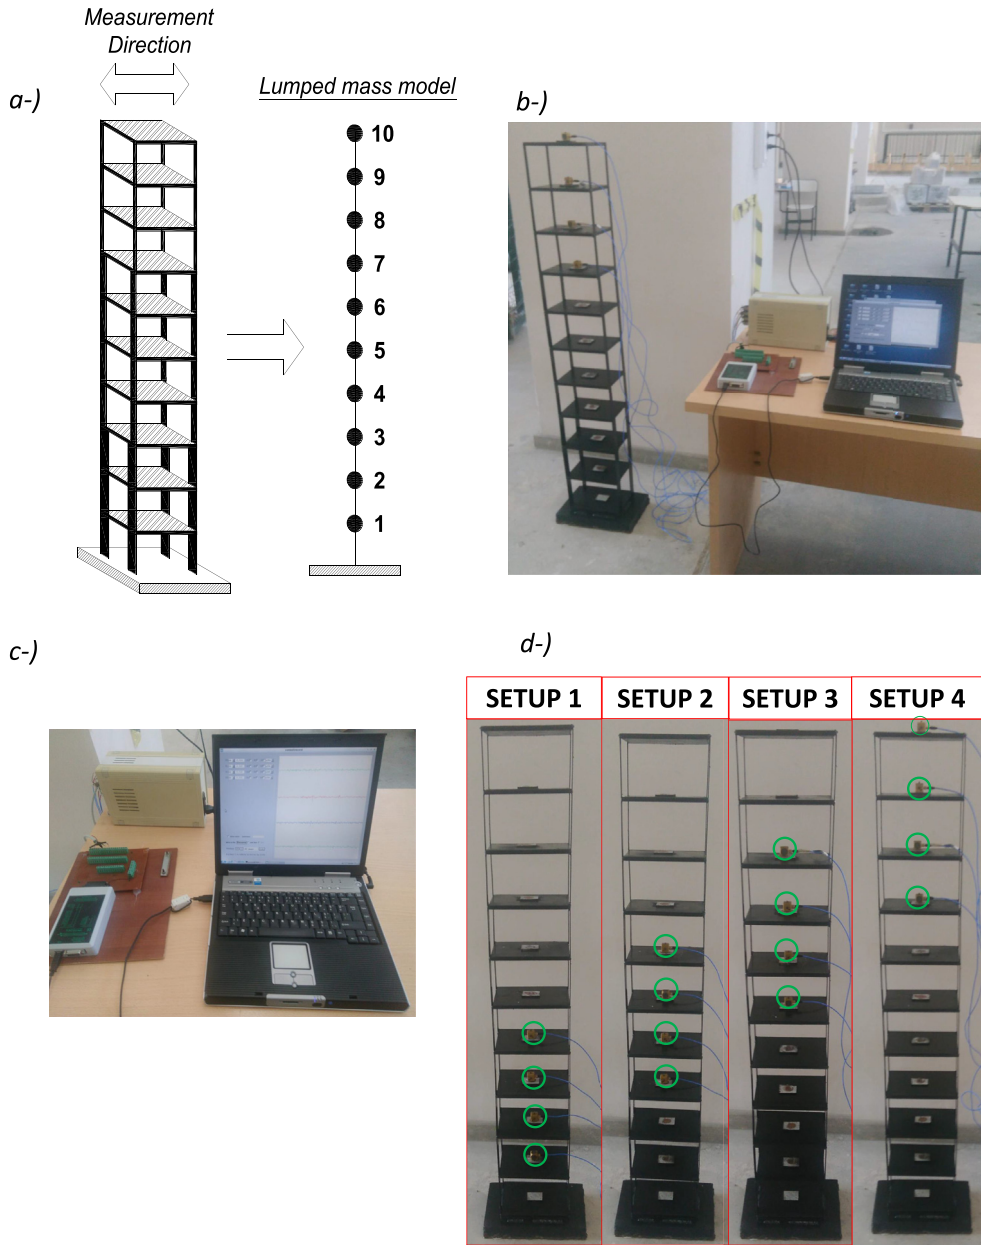 Measurement
Direction
a-)
Lumped mass model
10
9
8
7
6
5
4
3
2
1
b-)
c-)
d-)
SETUP 1
SETUP 2
SETUP 3
SETUP 4